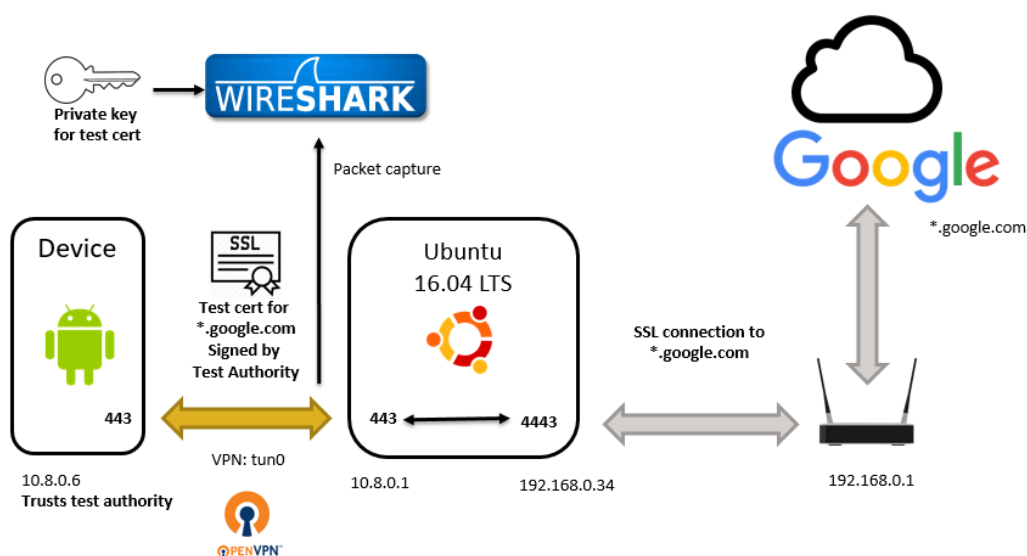 Private key
for test cert
WIRESHARK
Packet capture
Google
*.google.com
Device
443
SSL
Test cert for
*.google.com
Signed by
Test Authority
Ubuntu
16.04 LTS
443
4443
SSL connection to
*.google.com
VPN: tun0
10.8.0.6
Trusts test authority
10.8.0.1
192.168.0.34
192.168.0.1
OPENVPN™